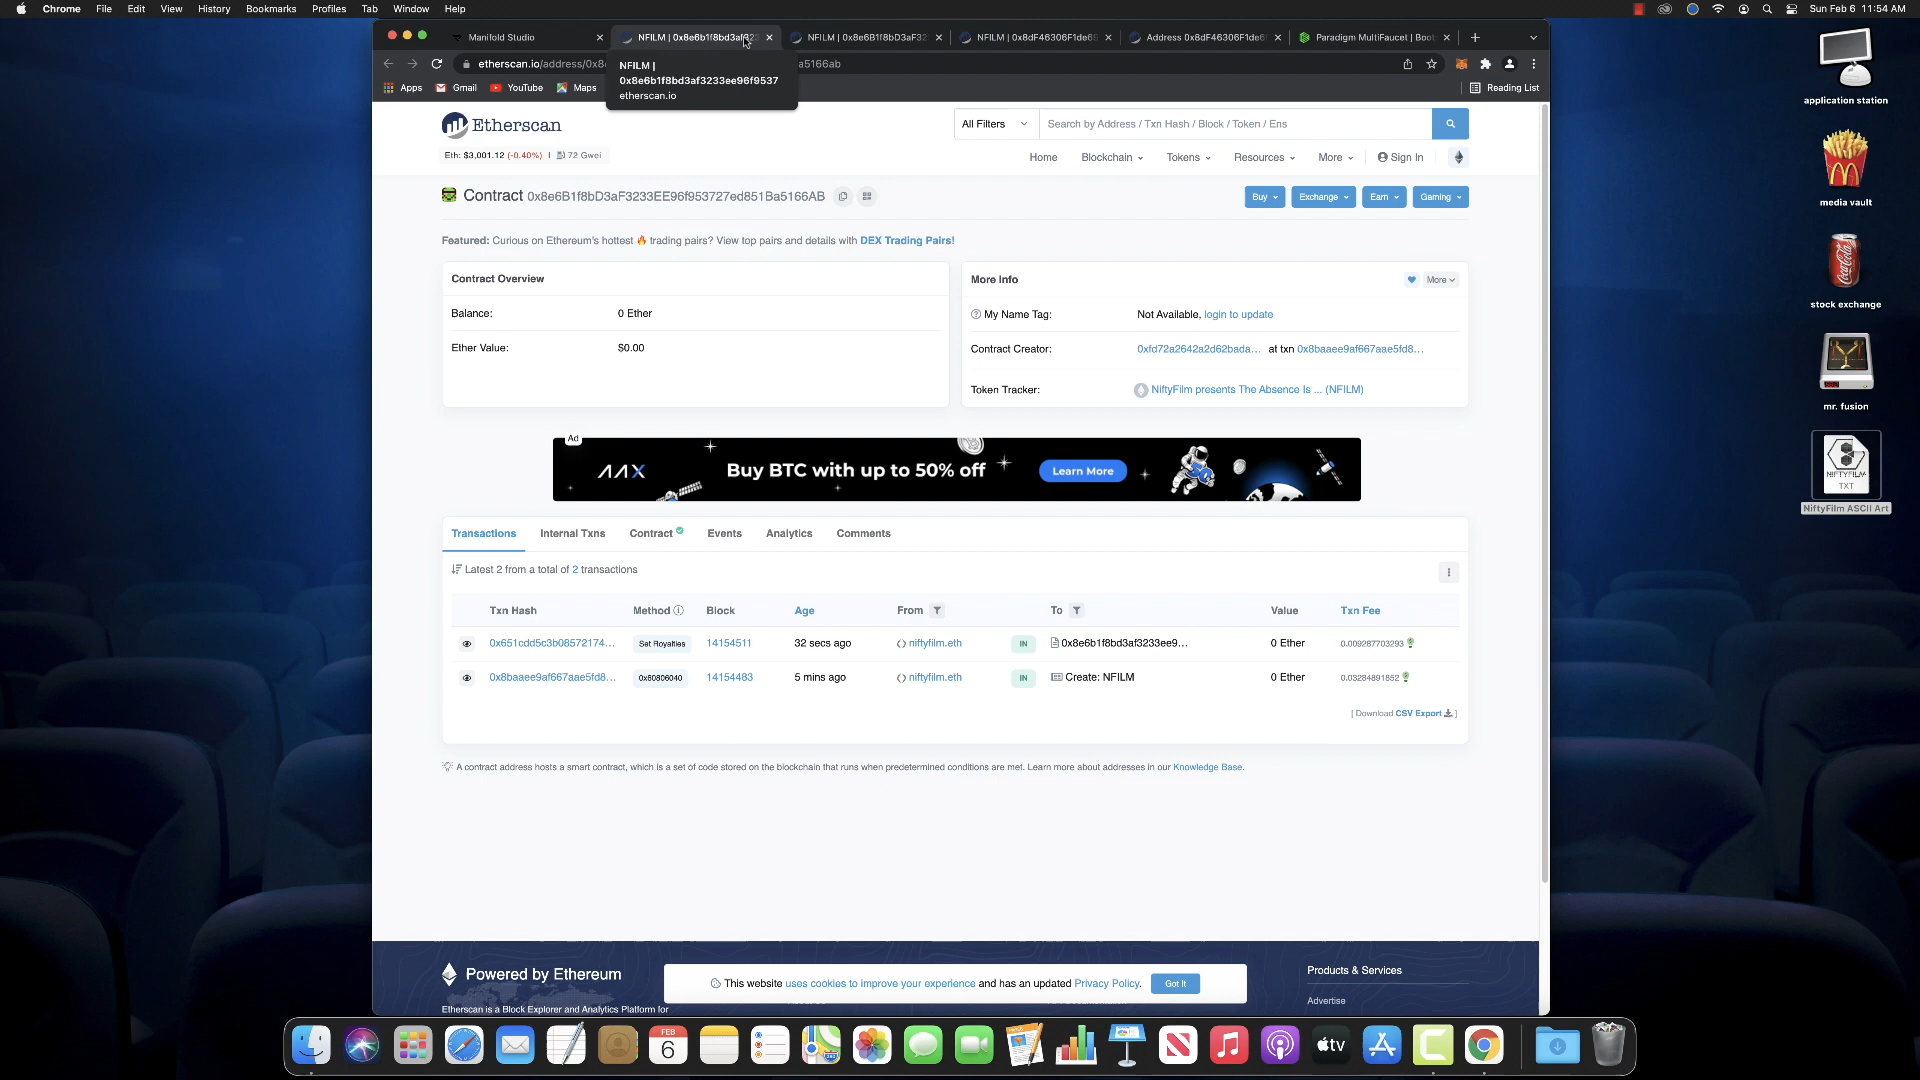 Chrome File Edit View History Bookmarks Profiles Tab Window Help
Sun Feb 6 11:54 AM
Manifold Studio
NFILM | 0x8e6b1f8bd3af323
NFILM | 0x8e6B1f8bD3aF32
NFILM | 0x8dF46306F1de6
Address 0x8dF46306F1de6
Paradigm MultiFaucet | Boot
etherscan.io/address/0x8e
a5166ab
NFILM |
0x8e6b1f8bd3af3233ee96f9537
etherscan.io
Apps Gmail YouTube Maps
Reading List
Etherscan
All Filters
Search by Address / Txn Hash / Block / Token / Ens
Eth: $3,001.12 (-0.40%) | 72 Gwei
Home Blockchain Tokens Resources More Sign In
Contract 0x8e6B1f8bD3aF3233EE96f953727ed851Ba5166AB
Buy Exchange Earn Gaming
Featured: Curious on Ethereum's hottest 🔥 trading pairs? View top pairs and details with DEX Trading Pairs!
Contract Overview
Balance: 0 Ether
Ether Value: $0.00
More Info
More
My Name Tag: Not Available, login to update
Contract Creator: 0xfd72a2642a2d62bada... at txn 0x8baaee9af667aae5fd8...
Token Tracker: NiftyFilm presents The Absence Is ... (NFILM)
Ad
AAX Buy BTC with up to 50% off Learn More
Transactions Internal Txns Contract Events Analytics Comments
Latest 2 from a total of 2 transactions
Txn Hash Method Block Age From To Value Txn Fee
0x651cdd5c3b08572174... Set Royalties 14154511 32 secs ago niftyfilm.eth IN 0x8e6b1f8bd3af3233ee9... 0 Ether 0.009287703293
0x8baaee9af667aae5fd8... 0x60806040 14154483 5 mins ago niftyfilm.eth IN Create: NFILM 0 Ether 0.03284891852
[ Download CSV Export ]
A contract address hosts a smart contract, which is a set of code stored on the blockchain that runs when predetermined conditions are met. Learn more about addresses in our Knowledge Base.
Powered by Ethereum
Etherscan is a Block Explorer and Analytics Platform for
This website uses cookies to improve your experience and has an updated Privacy Policy. Got It
Products & Services
Advertise
application station
media vault
Coca-Cola
stock exchange
mr. fusion
NIFTYFILM
TXT
NiftyFilm ASCII Art
FEB
6
tv